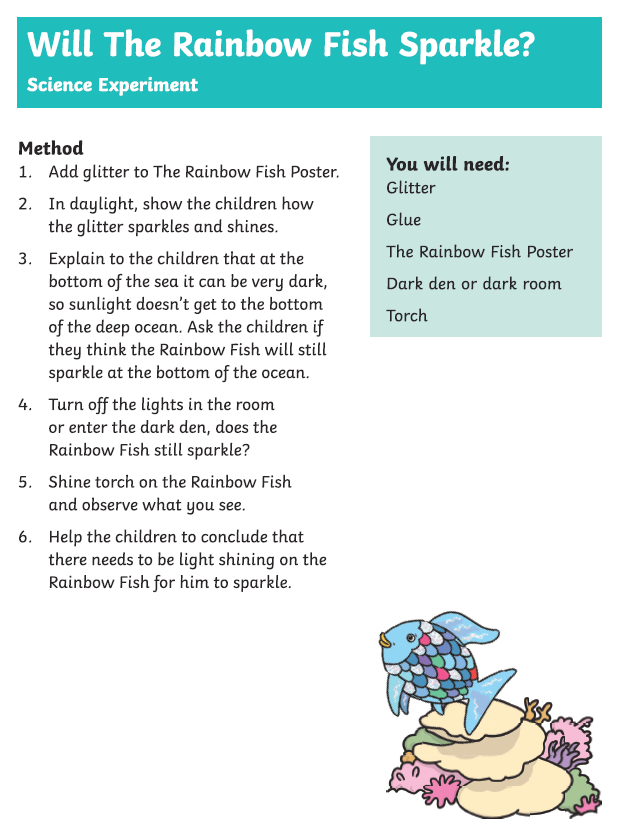 Will The Rainbow Fish Sparkle?
Science Experiment
Method
1. Add glitter to The Rainbow Fish Poster.
2. In daylight, show the children how
the glitter sparkles and shines.
3. Explain to the children that at the
bottom of the sea it can be very dark,
so sunlight doesn't get to the bottom
of the deep ocean. Ask the children if
they think the Rainbow Fish will still
sparkle at the bottom of the ocean.
4. Turn off the lights in the room
or enter the dark den, does the
Rainbow Fish still sparkle?
5. Shine torch on the Rainbow Fish
and observe what you see.
6. Help the children to conclude that
there needs to be light shining on the
Rainbow Fish for him to sparkle.
You will need:
Glitter
Glue
The Rainbow Fish Poster
Dark den or dark room
Torch